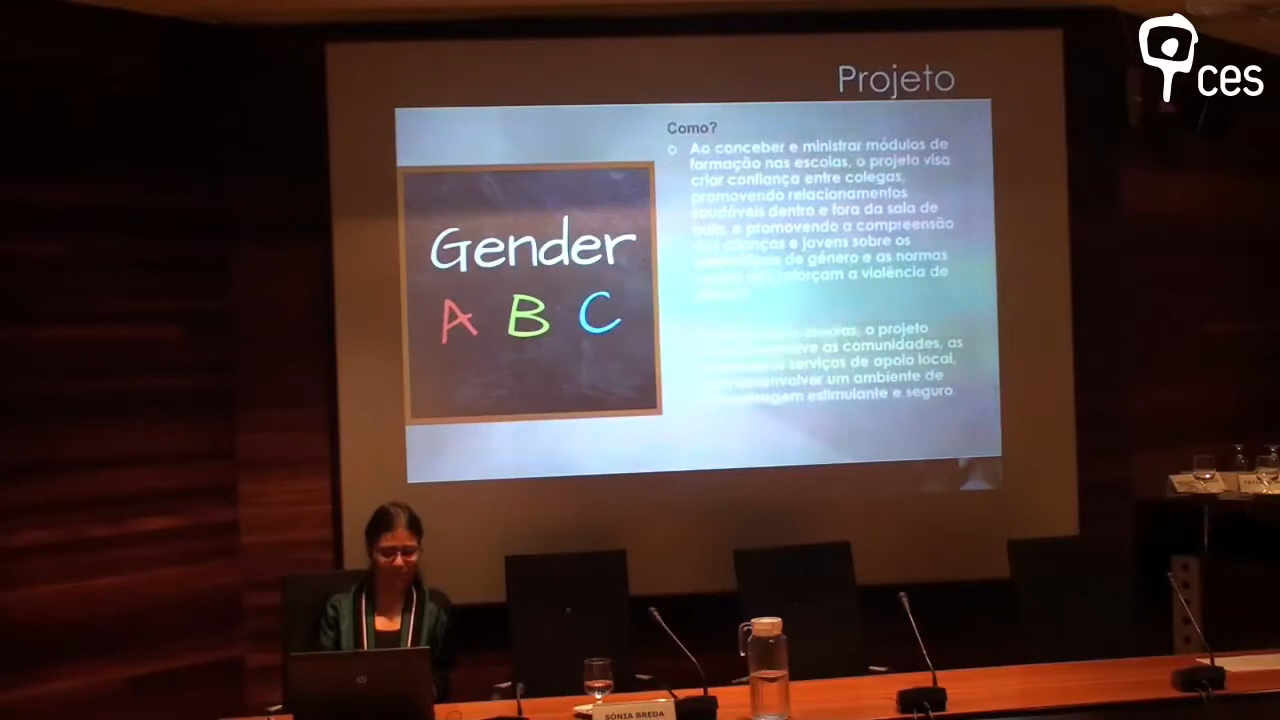 ces
Projeto
Como?
Ao conceber e ministrar módulos de
formação nas escolas, o projeto visa
criar confiança entre colegas,
promovendo relacionamentos
saudáveis dentro e fora da sala de
aula, e promovendo a compreensão
crianças e jovens sobre os
de género e as normas
reforçam a violência de
o projeto
as comunidades, as
serviços de apoio local,
um ambiente de
estimulante e seguro.
Gender
A B C
hp
SÓNIA BREDA